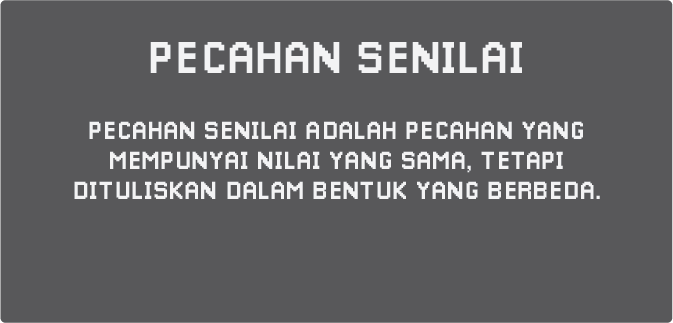 PECAHAN SENILAI
PECAHAN SENILAI ADALAH PECAHAN YANG
MEMPUNYAI NILAI YANG SAMA, TETAPI
DITULISKAN DALAM BENTUK YANG BERBEDA.